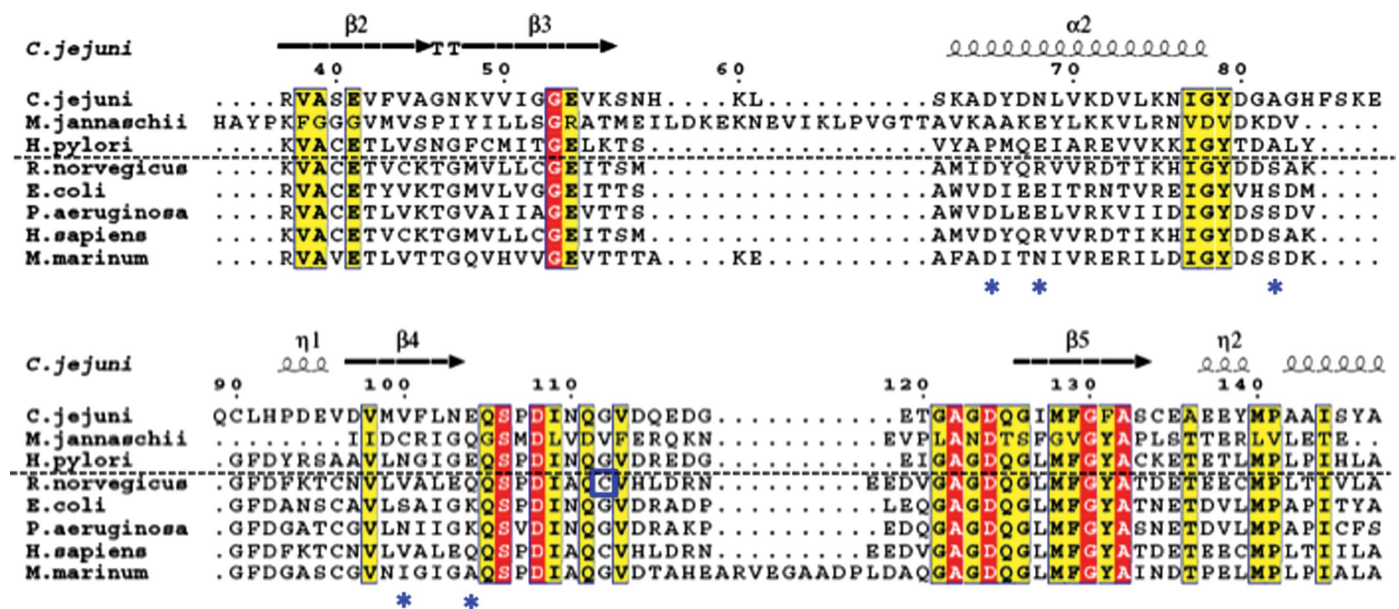 β2 β3 α2
C.jejuni TT
40 50 60 70 80
C.jejuni ....RVASEVFVAGNKVVIGGEVKSNH....KL..........SKADYDNLVKDVLKNIGYDGAGHFSKE
M.jannaschii HAYPKFGGGVMVSPIYILLSGRATMEILDKEKNEVIKLPVGTTAVKAAKEYLKKVLRNVDVDKDV.....
H.pylori ....KVACETLVSNGFCMITGELKTS.................VYAPMQEIAREVVKKIGYTDALY....
R.norvegicus ....RVACETVCKTGMVLLCGEITSM.................AMIDYQRVVRDTIKHIGYDDSAK....
E.coli ....RVACETYVKTGMVLVGGEITTS.................AWVDIEEITRNTVREIGYVHSDM....
P.aeruginosa ....RVACETLVKTGVAIIAGEVTTS.................AWVDLEELVRKVIIDIGYDSSDV....
H.sapiens ....KVACETVCKTGMVLLCGEITSM.................AMVDYQRVVRDTIKHIGYDDSAK....
M.marinum ....RVAVETLVTTGQVHVVGEVTTTA....KE..........AFADITNIVRERILDIGYDSSDK....
* * *
η1 β4 β5 η2
C.jejuni
90 100 110 120 130 140
C.jejuni QCLHPDEVDVMVFLNEQSPDINQGVDQEDG...........ETGAGDQGIMFGFASCEAEEYMPAAISYA
M.jannaschii ........IIDCRIGQGSMDLVDVFERQKN..........EVPLANDTSFGVGYAPLSTTERLVLETE..
H.pylori .GFDYRSAAVLNGIGEQSPDINQGVDREDG...........EIGAGDQGLMFGYACKETETLMPLPIHLA
R.norvegicus .GFDFKTCNVLVALEQQSPDIAQCVHLDRN.........EEDVGAGDQGLMFGYATDETEECMPLTIVLA
E.coli .GFDANSCAVLSAIGKQSPDINQGVDRADP..........LEQGAGDQGLMFGYATNETDVLMPAPITYA
P.aeruginosa .GFDGATCGVLNIIGKQSVDINQGVDRAKP..........EDQGAGDQGLMFGYASNETDVLMPAPICFS
H.sapiens .GFDFKTCNVLVALEQQSPDIAQCVHLDRN.........EEDVGAGDQGLMFGYATDETEECMPLTIILA
M.marinum .GFDGASCGVNIGIGAQSPDIAQGVDTAHEARVEGAADPLDAQGAGDQGLMFGYAINDTPELMPLPIALA
* *